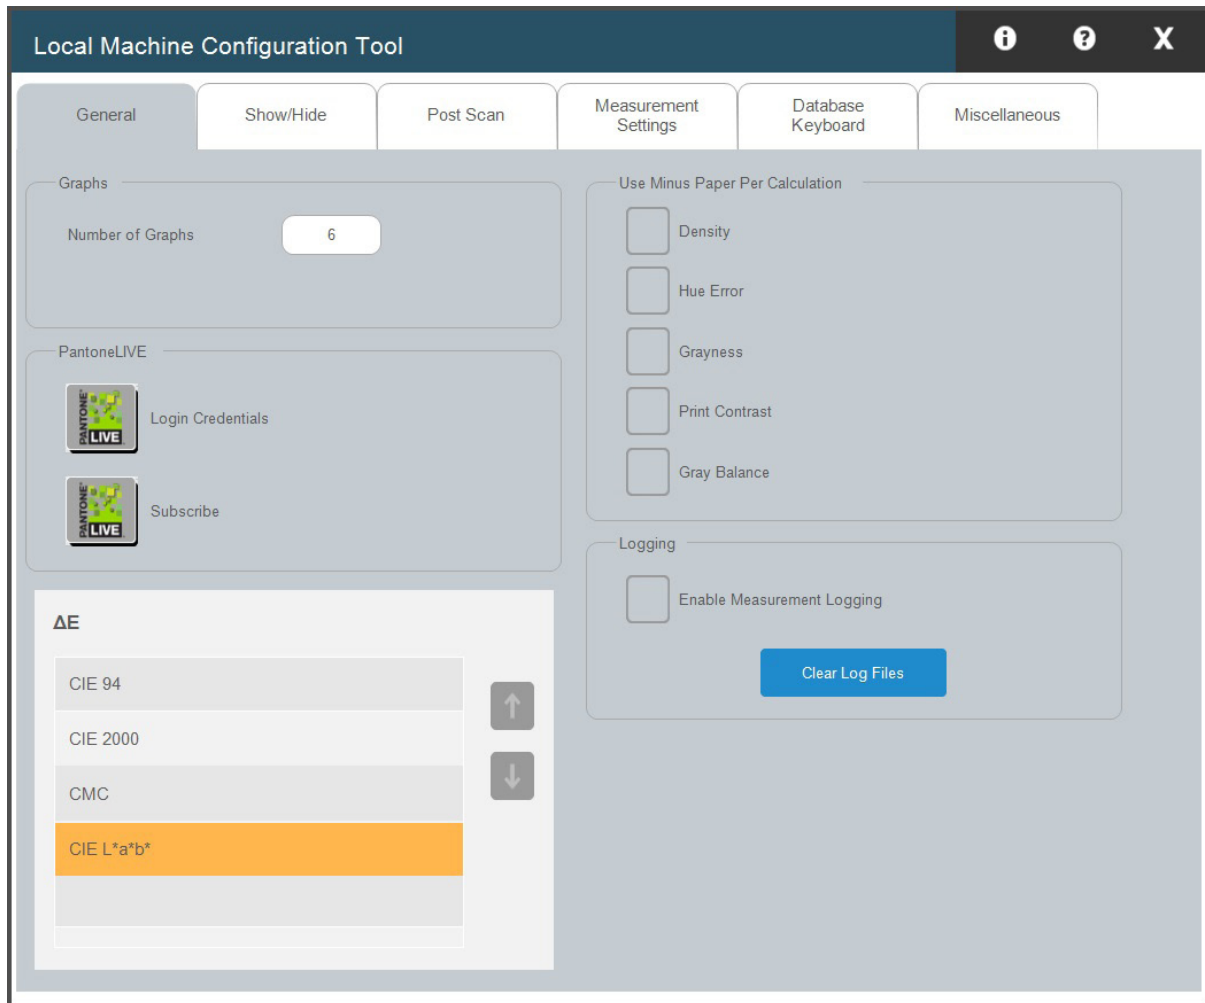 Local Machine Configuration Tool
General
Show/Hide
Post Scan
Measurement
Settings
Database
Keyboard
Miscellaneous
Graphs
Number of Graphs
6
PantoneLIVE
PANTONE®
LIVE
Login Credentials
PANTONE®
LIVE
Subscribe
ΔE
CIE 94
CIE 2000
CMC
CIE L*a*b*
Use Minus Paper Per Calculation
Density
Hue Error
Grayness
Print Contrast
Gray Balance
Logging
Enable Measurement Logging
Clear Log Files